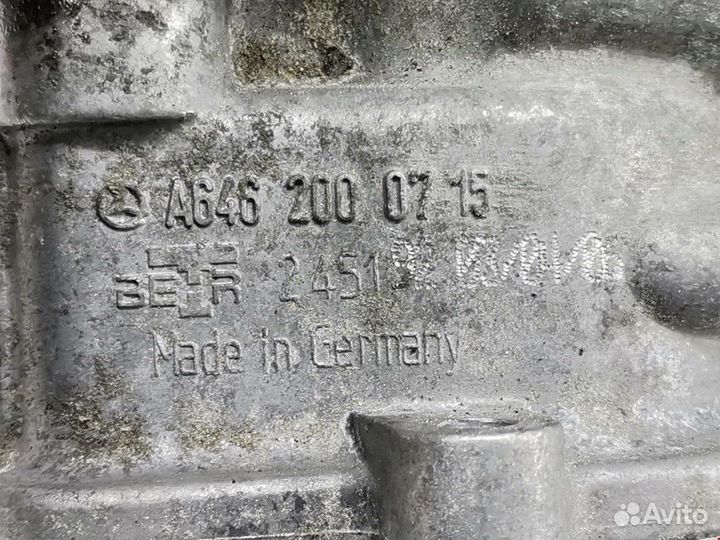 A646 200 07 15
BEHR 2451
Made in Germany
Avito